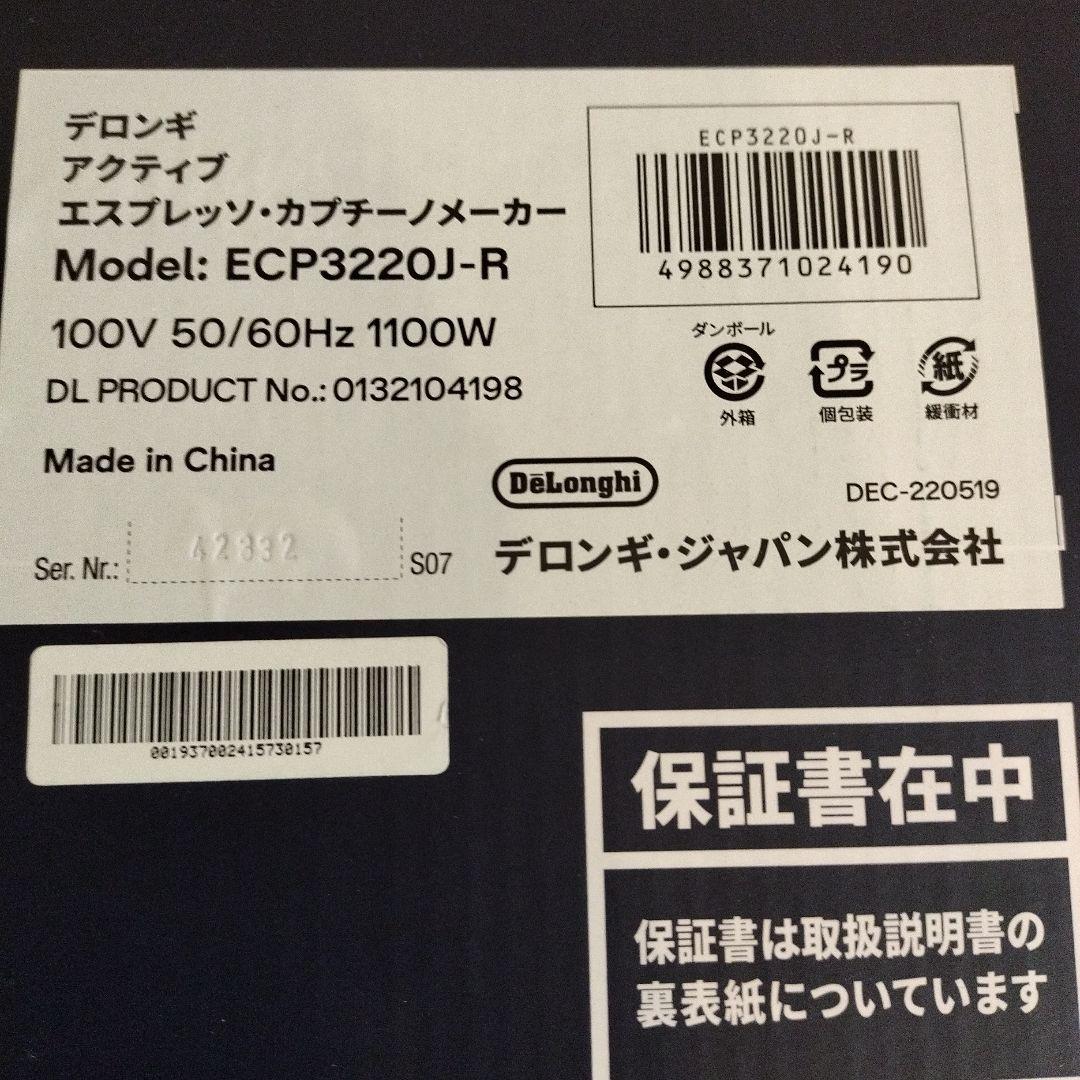 デロンギ
アクティブ
エスプレッソ・カプチーノメーカー
Model: ECP3220J-R
100V 50/60Hz 1100W
DL PRODUCT No.: 0132104198
Made in China
Ser. Nr.: 42332 S07
ECP3220J-R
4988371024190
ダンボール
外箱
プラ
個包装
紙
緩衝材
DeLonghi
DEC-220519
デロンギ・ジャパン株式会社
001937002415730157
保証書在中
保証書は取扱説明書の
裏表紙についています